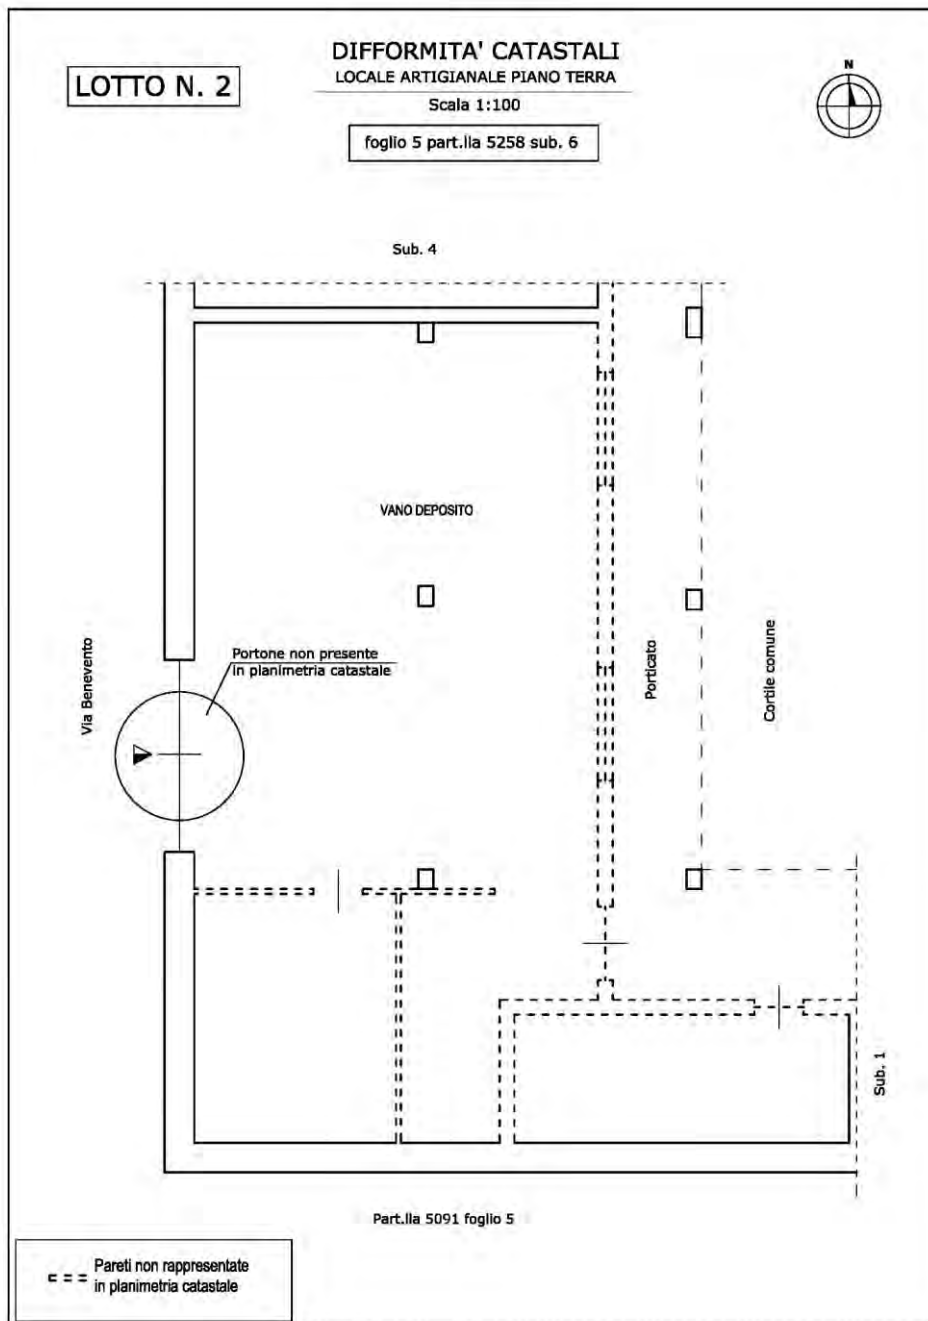 DIFFORMITA' CATASTALI
LOTTO N. 2
LOCALE ARTIGIANALE PIANO TERRA
Scala 1:100
foglio 5 part.lla 5258 sub. 6
N
Sub. 4
VANO DEPOSITO
Via Benevento
Portone non presente
in planimetria catastale
Porticato
Cortile comune
Sub. 1
Part.lla 5091 foglio 5
Pareti non rappresentate
in planimetria catastale